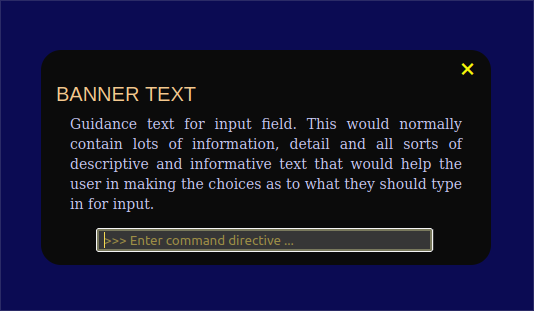 ×
BANNER TEXT
Guidance text for input field. This would normally
contain lots of information, detail and all sorts of
descriptive and informative text that would help the
user in making the choices as to what they should type
in for input.
>>> Enter command directive ...